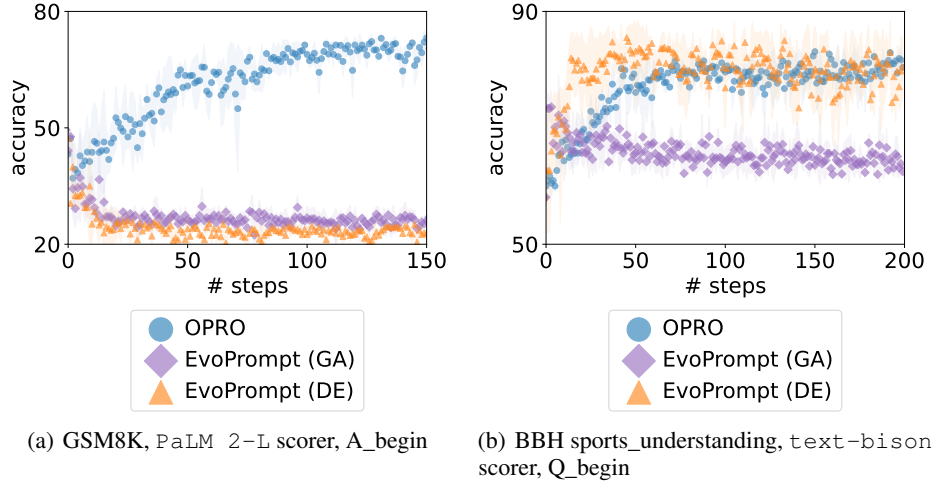 80
50
20
accuracy
0
50
100
150
# steps
OPRO
EvoPrompt (GA)
EvoPrompt (DE)
(a) GSM8K, PaLM 2-L scorer, A_begin
90
70
50
accuracy
0
50
100
150
200
# steps
OPRO
EvoPrompt (GA)
EvoPrompt (DE)
(b) BBH sports_understanding, text-bison
scorer, Q_begin